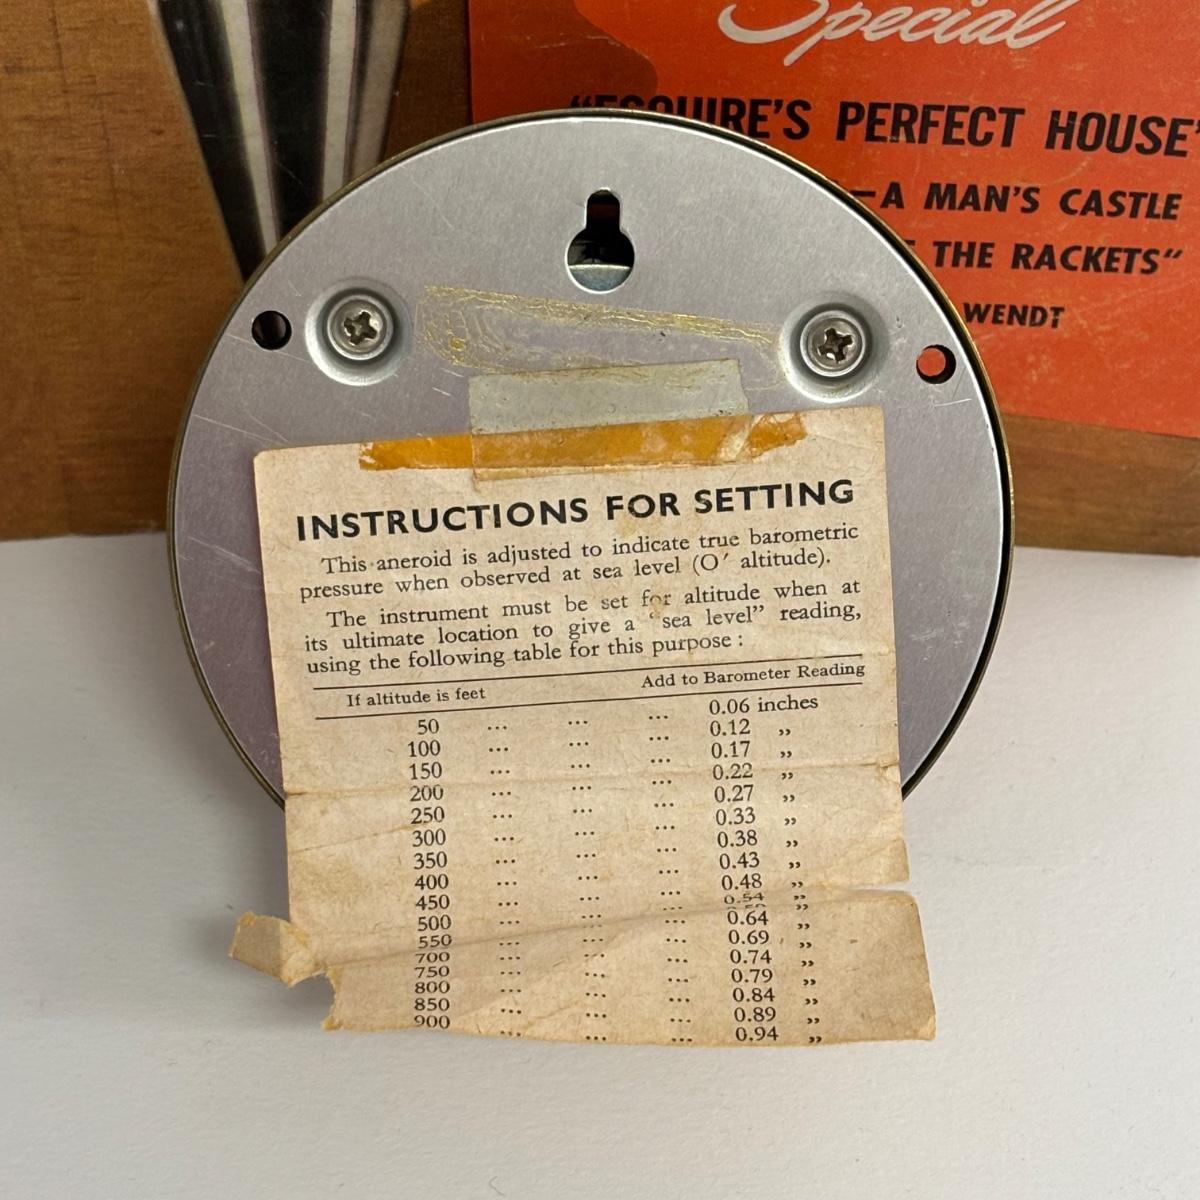 Special
"ESQUIRE'S PERFECT HOUSE"
—A MAN'S CASTLE
THE RACKETS"
WENDT
INSTRUCTIONS FOR SETTING
This aneroid is adjusted to indicate true barometric
pressure when observed at sea level (O′ altitude).
The instrument must be set for altitude when at
its ultimate location to give a "sea level" reading,
using the following table for this purpose :
If altitude is feet Add to Barometer Reading
50 ... ... ... 0.06 inches
100 ... ... ... 0.12 ,,
150 ... ... ... 0.17 ,,
200 ... ... ... 0.22 ,,
250 ... ... ... 0.27 ,,
300 ... ... ... 0.33 ,,
350 ... ... ... 0.38 ,,
400 ... ... ... 0.43 ,,
450 ... ... ... 0.48 ,,
500 ... ... ... 0.54 ,,
550 ... ... ... 0.64 ,,
700 ... ... ... 0.69 ,,
750 ... ... ... 0.74 ,,
800 ... ... ... 0.79 ,,
850 ... ... ... 0.84 ,,
900 ... ... ... 0.89 ,,
... ... ... 0.94 ,,